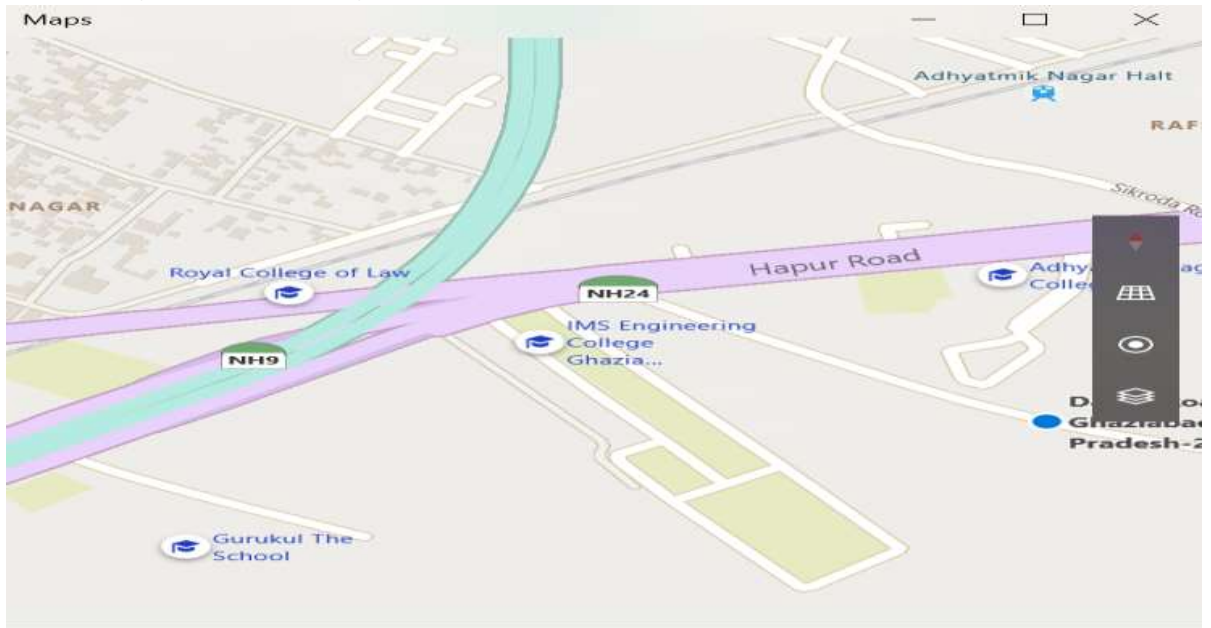 Maps
Adhyatmik Nagar Halt
RAF
Sikroda
NAGAR
Hapur Road
Royal College of Law
NH24
IMS Engineering
College
Ghazia...
NH9
Pradesh-2
Gurukul The
School